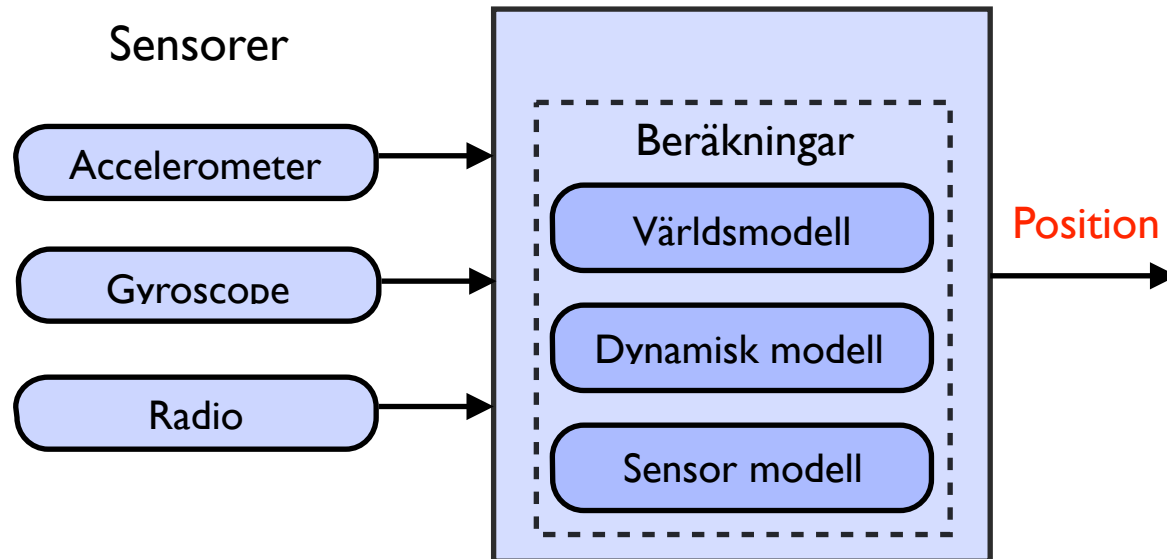 Sensorer
Accelerometer
Gyroscope
Radio
Beräkningar
Världsmodell
Dynamisk modell
Sensor modell
Position